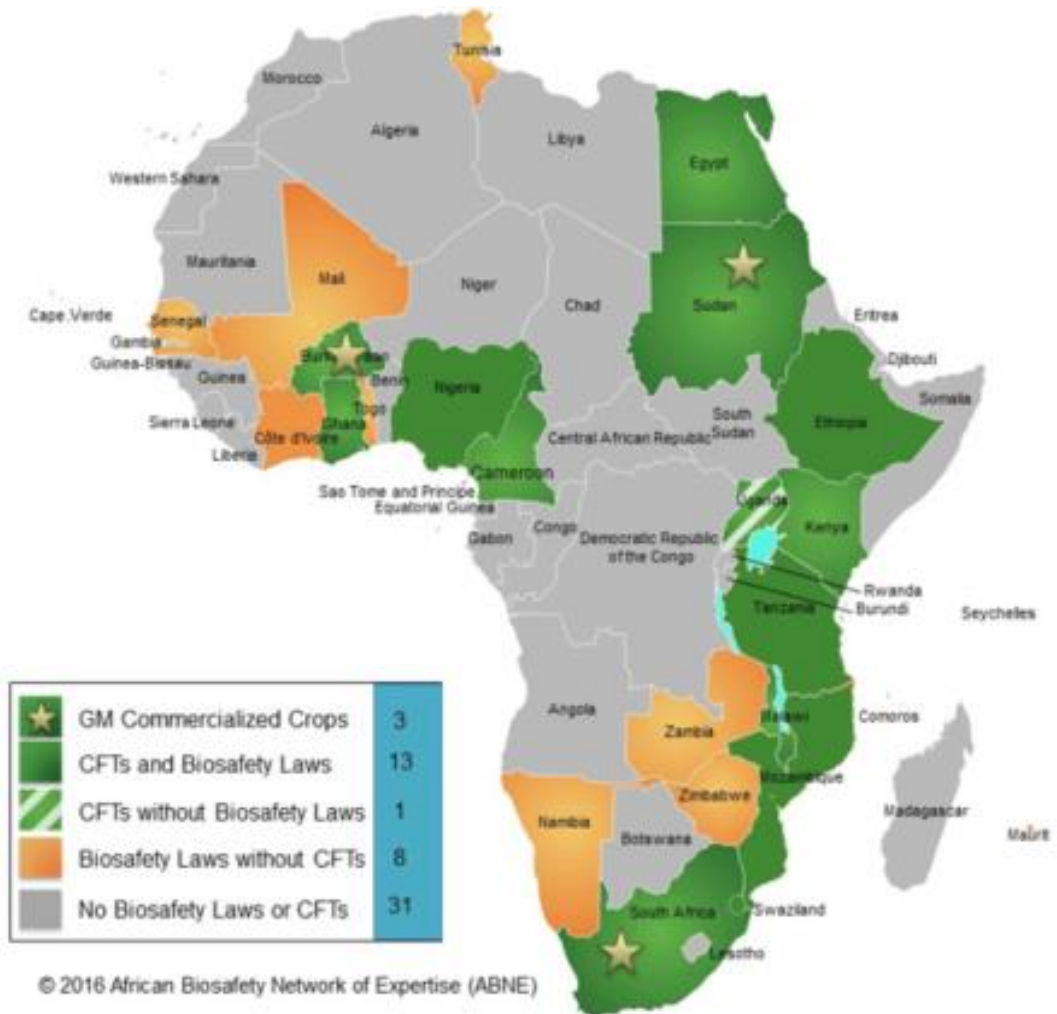 Tunisia
Morocco
Algeria
Libya
Egypt
Western Sahara
Mauritania
Mali
Niger
Chad
Sudan
Eritrea
Cape Verde
Senegal
Gambia
Guinea-Bissau
Djibouti
Guinea
Benin
Nigeria
Somalia
Togo
Sierra Leone
Ghana
South
Sudan
Ethiopia
Côte d'Ivoire
Liberia
Central African Republic
Cameroon
Sao Tome and Principe
Equatorial Guinea
Uganda
Kenya
Congo
Gabon
Democratic Republic
of the Congo
Rwanda
Burundi
Tanzania
Seychelles
Angola
Zambia
Malawi
Comoros
Mozambique
Zimbabwe
Namibia
Botswana
Madagascar
Maurit
South Africa
Swaziland
Lesotho
GM Commercialized Crops 3
CFTs and Biosafety Laws 13
CFTs without Biosafety Laws 1
Biosafety Laws without CFTs 8
No Biosafety Laws or CFTs 31
© 2016 African Biosafety Network of Expertise (ABNE)